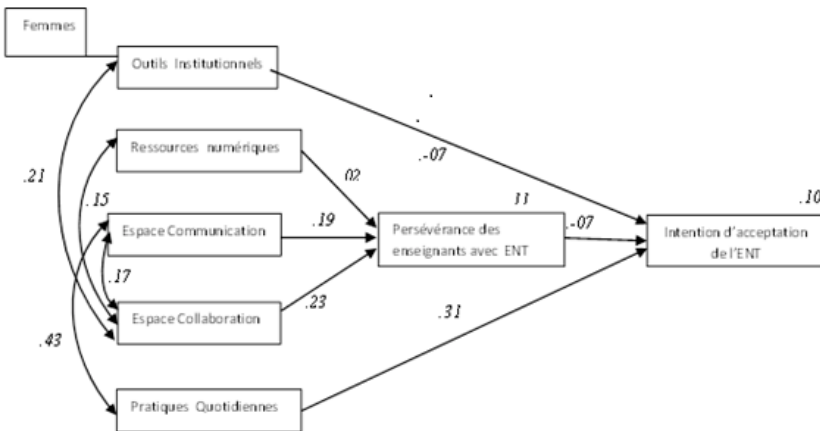 Femmes
Outils Institutionnels
.
.
.-07
Ressources numériques
.21
02
.15
.10
11
.19
Espace Communication
Persévérance des
enseignants avec ENT
.-07
Intention d'acceptation
de l'ENT
.17
.23
Espace Collaboration
.31
.43
Pratiques Quotidiennes